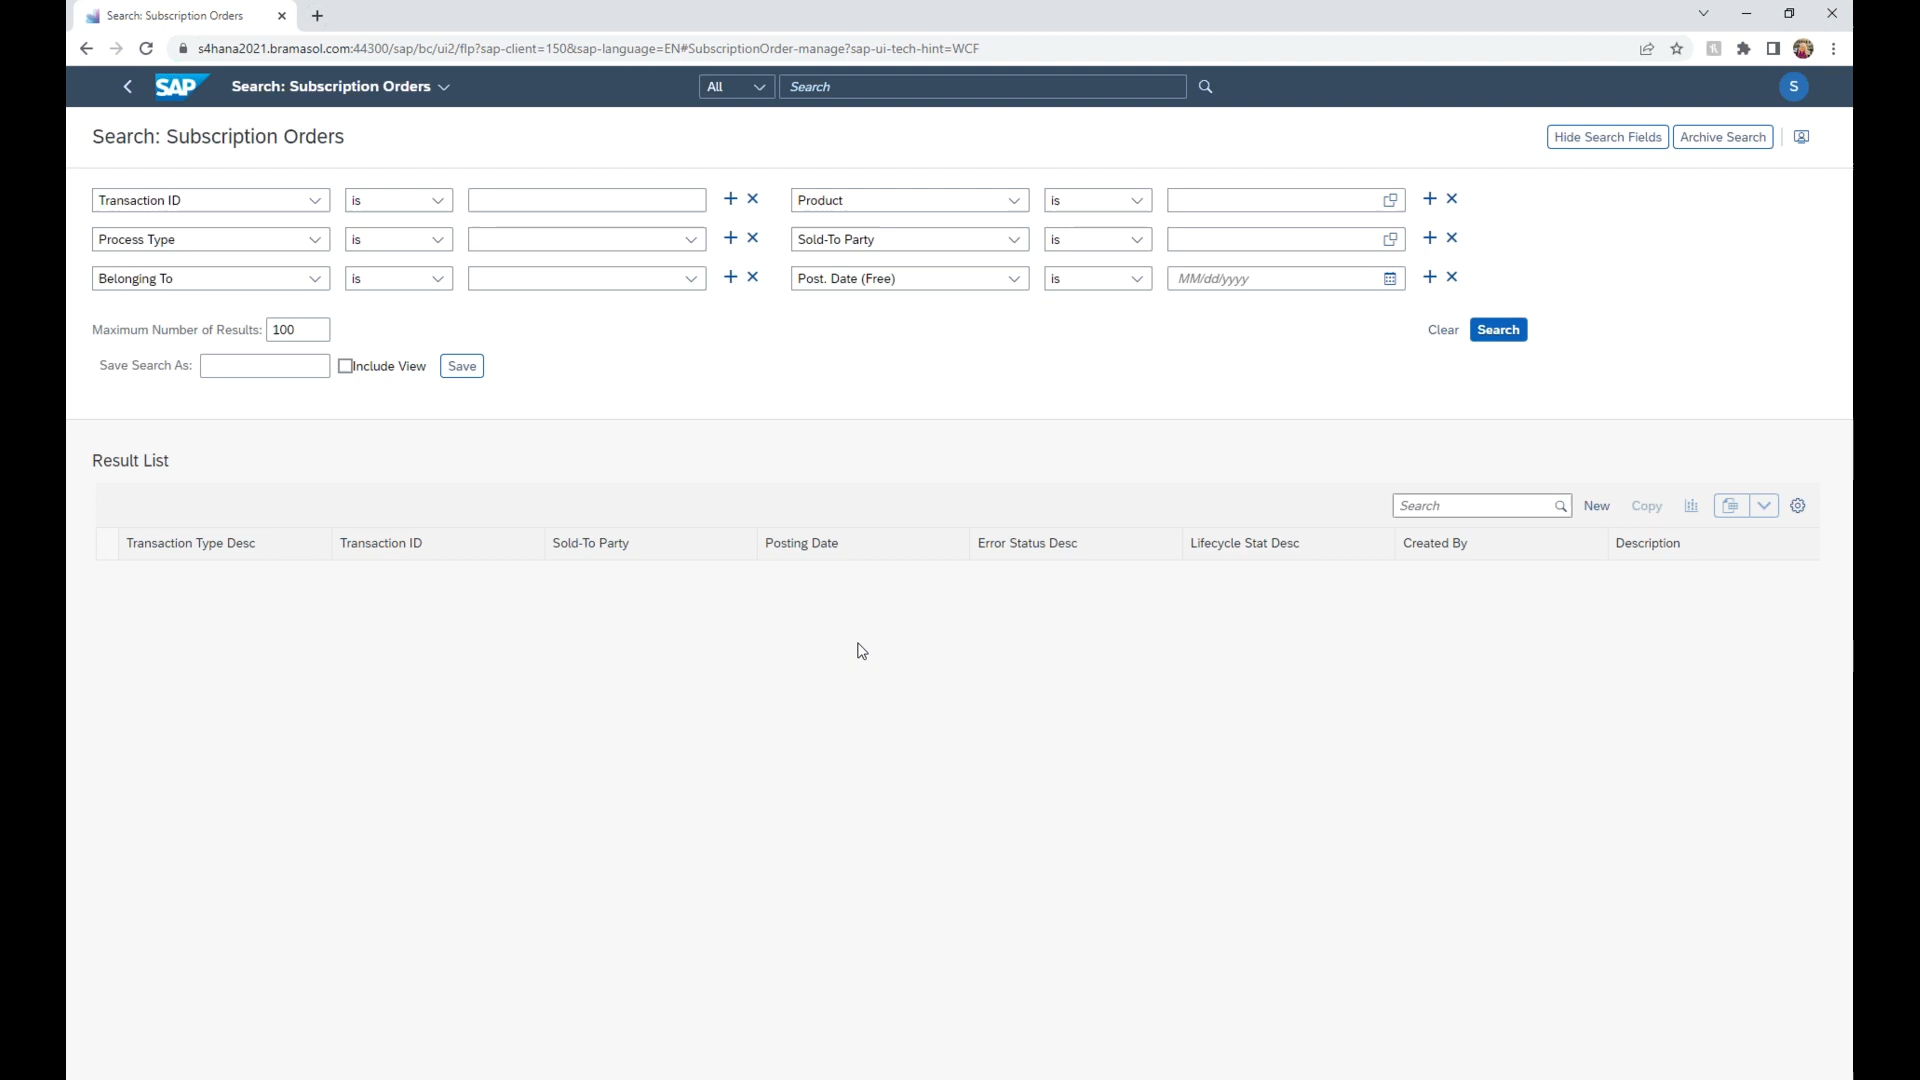 Search: Subscription Orders
s4hana2021.bramasol.com:44300/sap/bc/ui2/flp?sap-client=150&sap-language=EN#SubscriptionOrder-manage?sap-ui-tech-hint=WCF
SAP Search: Subscription Orders All Search S
Search: Subscription Orders Hide Search Fields Archive Search
Transaction ID is Product is
Process Type is Sold-To Party is
Belonging To is Post. Date (Free) is MM/dd/yyyy
Maximum Number of Results: 100 Clear Search
Save Search As: Include View Save
Result List
Search New Copy
Transaction Type Desc Transaction ID Sold-To Party Posting Date Error Status Desc Lifecycle Stat Desc Created By Description